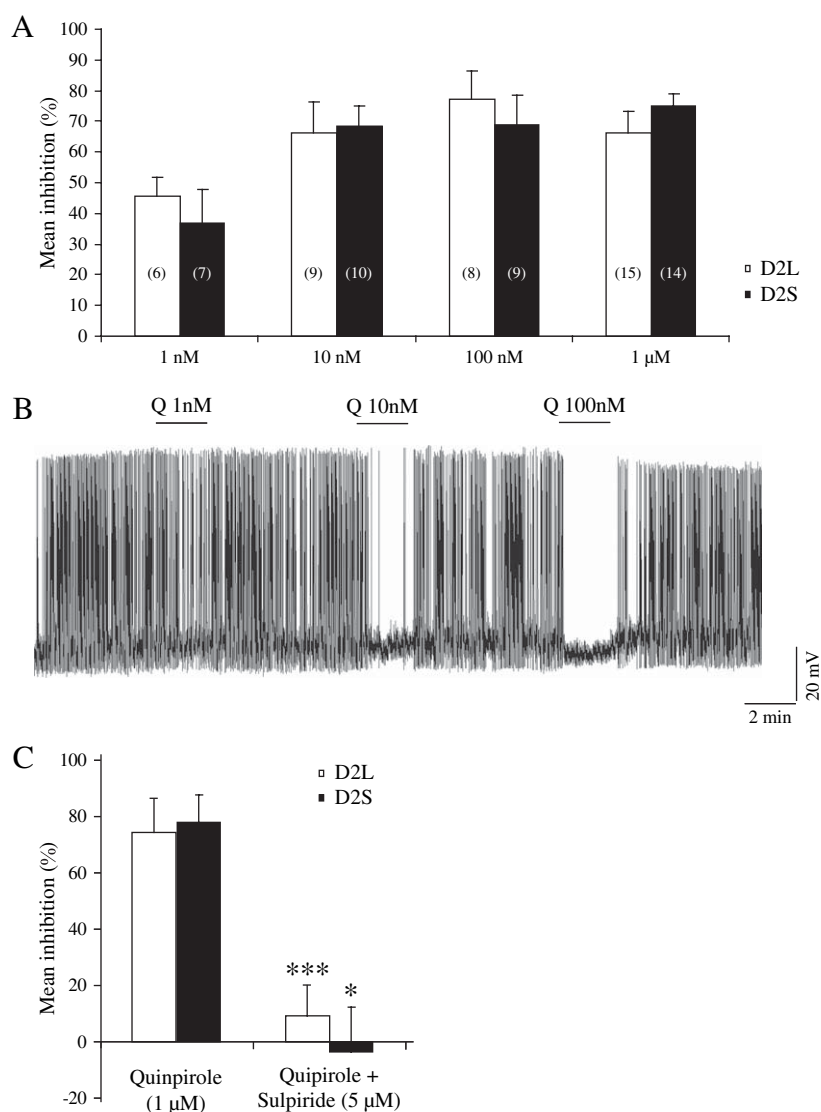 A
Mean inhibition (%)
100
90
80
70
60
50
40
30
20
10
0
(6) (7) (9) (10) (8) (9) (15) (14)
D2L
D2S
1 nM 10 nM 100 nM 1 μM
B
Q 1nM Q 10nM Q 100nM
20 mV
2 min
C
Mean inhibition (%)
100
80
60
40
20
0
-20
D2L
D2S
*** *
Quinpirole Quipirole +
(1 μM) Sulpiride (5 μM)